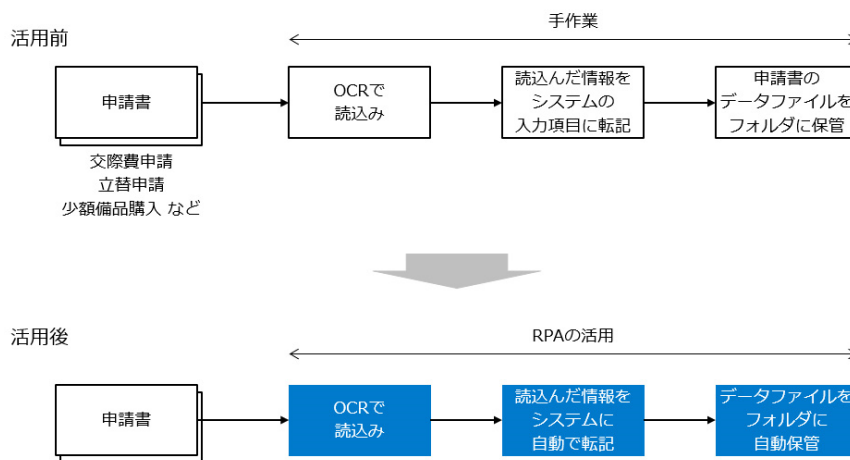 手作業
活用前
申請書
OCRで
読込み
読込んだ情報を
システムの
入力項目に転記
申請書の
データファイルを
フォルダに保管
交際費申請
立替申請
少額備品購入 など
活用後
RPAの活用
申請書
OCRで
読込み
読込んだ情報を
システムに
自動で転記
データファイルを
フォルダに
自動保管